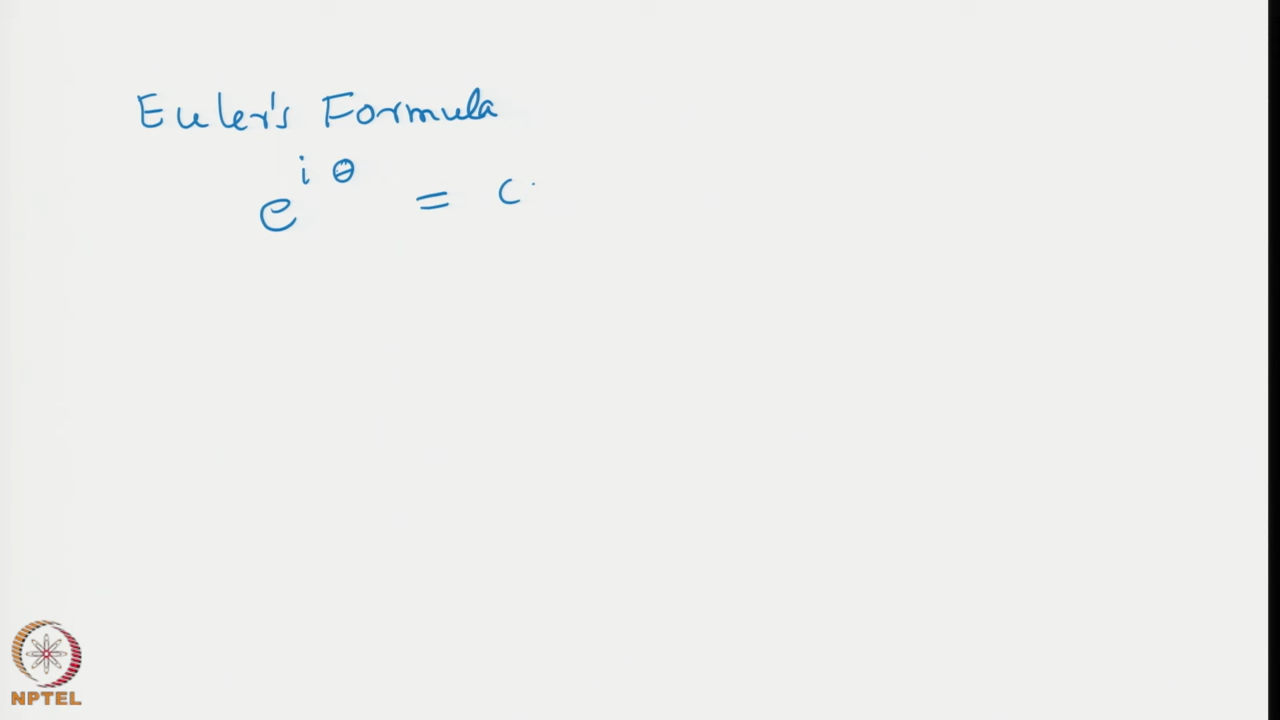 Euler's Formula
e^{iθ} = c
NPTEL